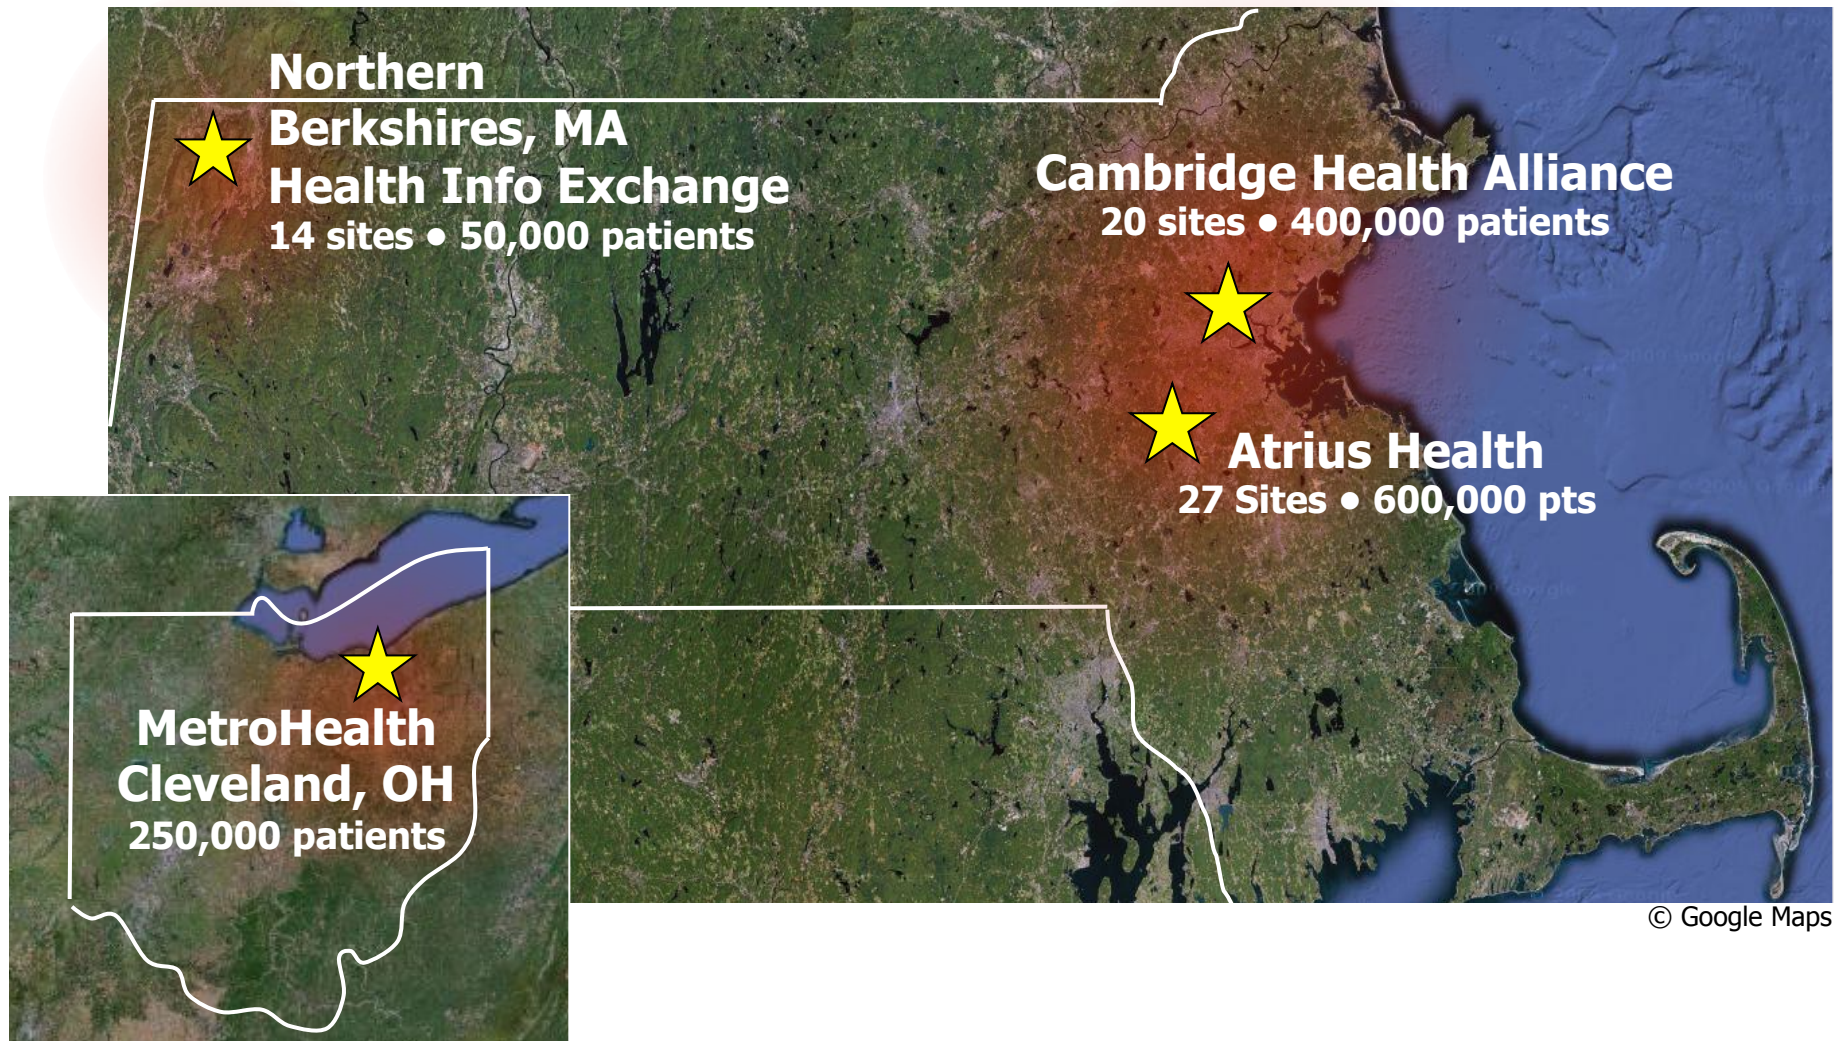 Northern
Berkshires, MA
Health Info Exchange
14 sites ● 50,000 patients
Cambridge Health Alliance
20 sites ● 400,000 patients
Atrius Health
27 Sites ● 600,000 pts
MetroHealth
Cleveland, OH
250,000 patients
© Google Maps